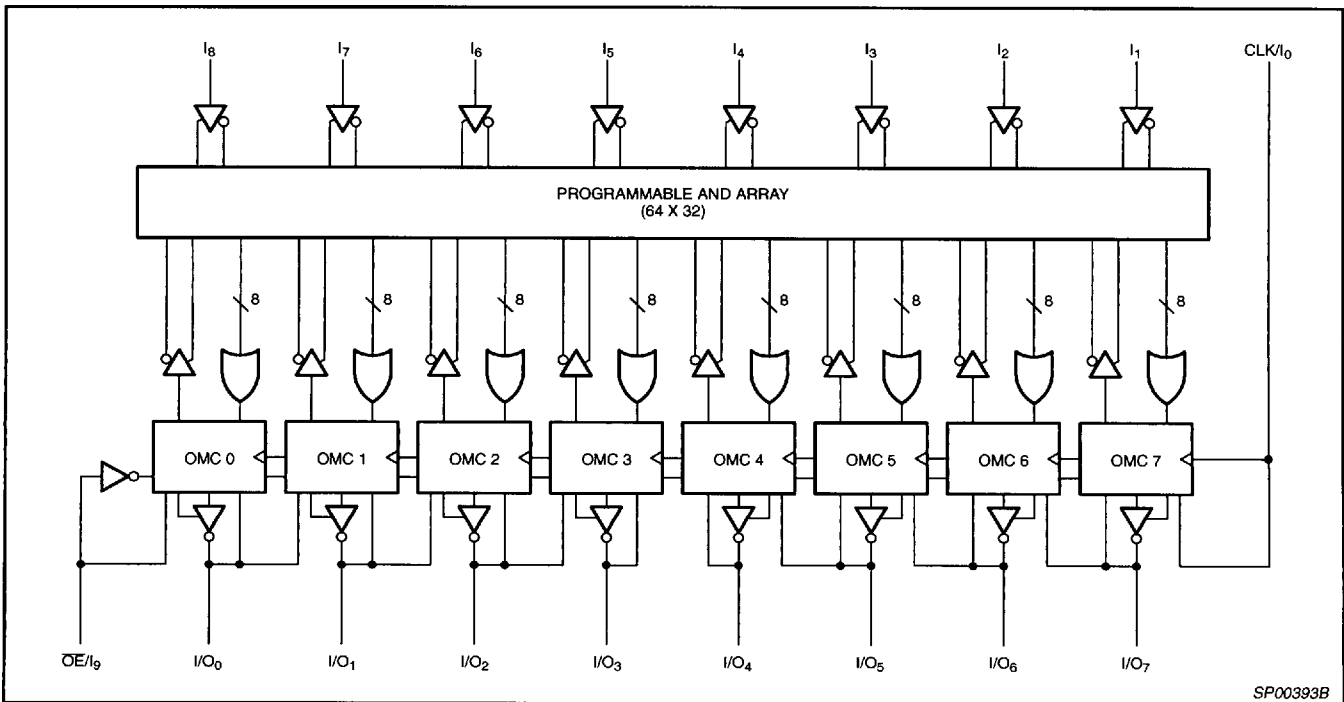 I8 I7 I6 I5 I4 I3 I2 I1 CLK/I0
PROGRAMMABLE AND ARRAY
(64 X 32)
8 8 8 8 8 8 8 8
OMC 0 OMC 1 OMC 2 OMC 3 OMC 4 OMC 5 OMC 6 OMC 7
O̅E̅/I9 I/O0 I/O1 I/O2 I/O3 I/O4 I/O5 I/O6 I/O7
SP00393B